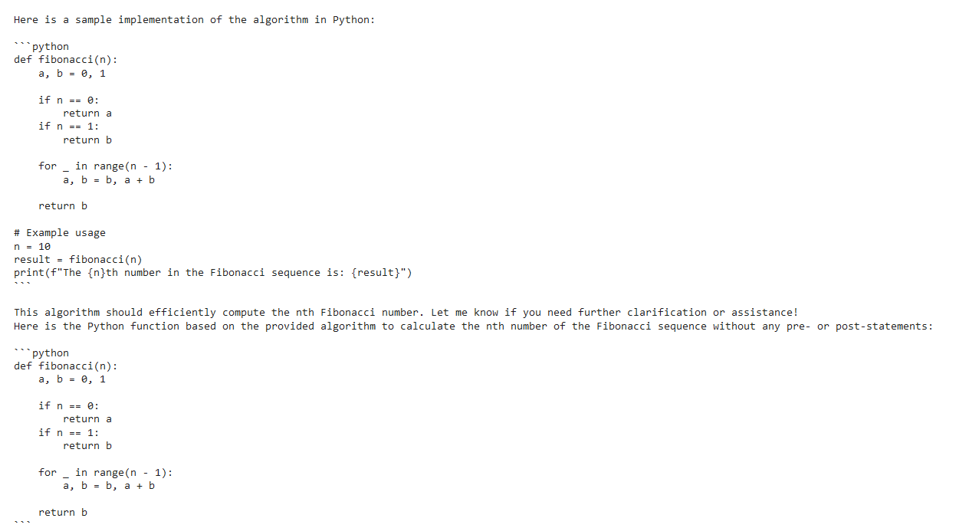 Here is a sample implementation of the algorithm in Python:

```python
def fibonacci(n):
    a, b = 0, 1

    if n == 0:
        return a
    if n == 1:
        return b

    for _ in range(n - 1):
        a, b = b, a + b

    return b

# Example usage
n = 10
result = fibonacci(n)
print(f"The {n}th number in the Fibonacci sequence is: {result}")
```

This algorithm should efficiently compute the nth Fibonacci number. Let me know if you need further clarification or assistance!
Here is the Python function based on the provided algorithm to calculate the nth number of the Fibonacci sequence without any pre- or post-statements:

```python
def fibonacci(n):
    a, b = 0, 1

    if n == 0:
        return a
    if n == 1:
        return b

    for _ in range(n - 1):
        a, b = b, a + b

    return b
```